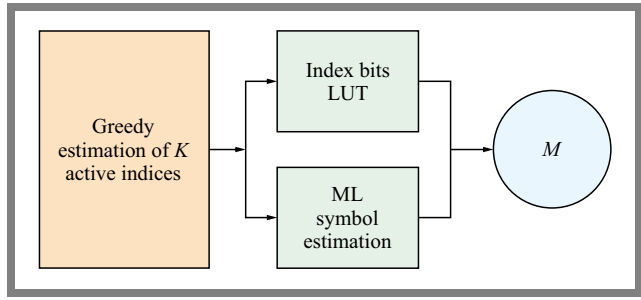 Greedy
estimation of K
active indices
Index bits
LUT
ML
symbol
estimation
M